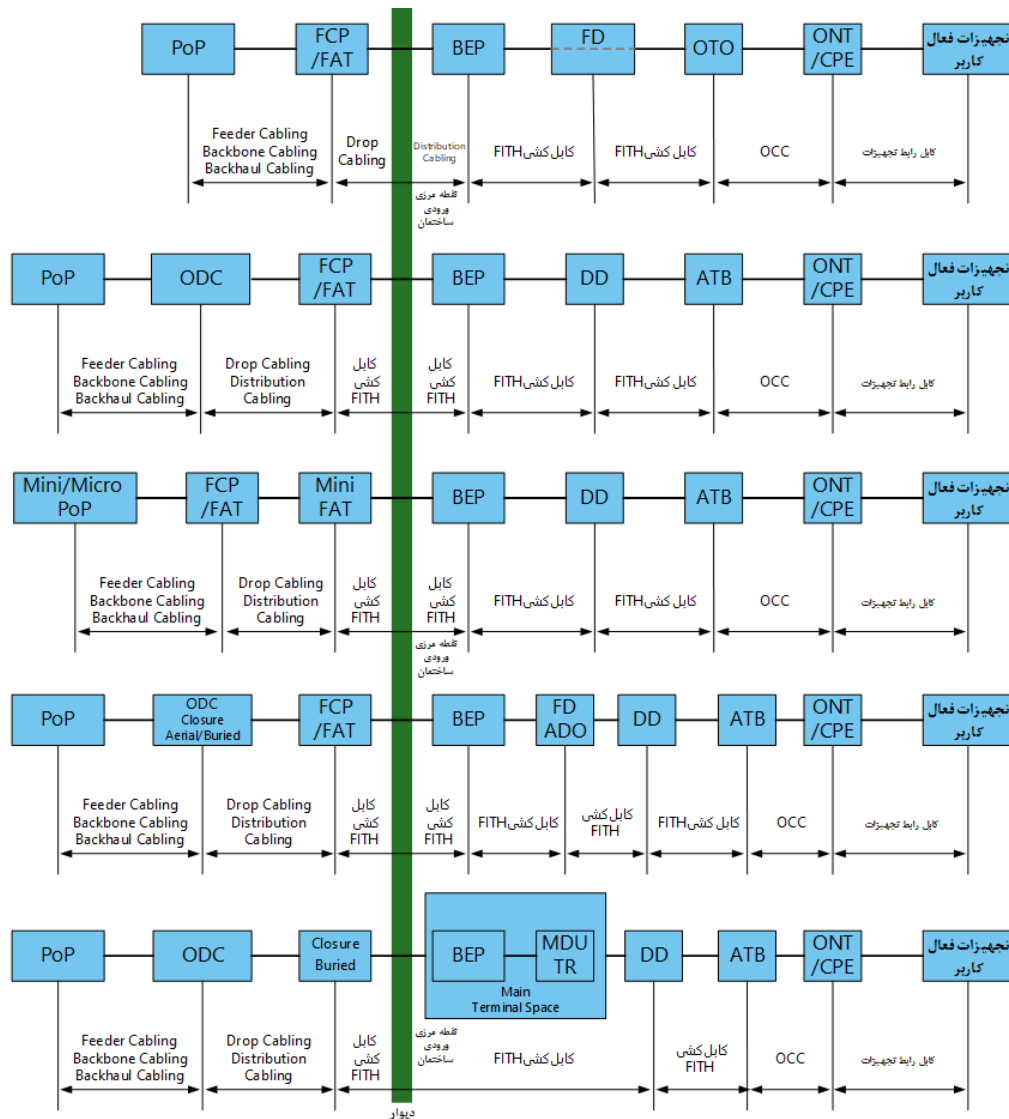 PoP
FCP
/FAT
BEP
FD
OTO
ONT
/CPE
تجهیزات فعال
کاربر
Feeder Cabling
Backbone Cabling
Backhaul Cabling
Drop
Cabling
Distribution
Cabling
کابل کشی FITH
کابل کشی FITH
OCC
کابل رابط تجهیزات
نقطه مرزی
ورودی
ساختمان
PoP
ODC
FCP
/FAT
BEP
DD
ATB
ONT
/CPE
تجهیزات فعال
کاربر
Feeder Cabling
Backbone Cabling
Backhaul Cabling
Drop Cabling
Distribution
Cabling
کابل
کشی
FITH
کابل
کشی
FITH
کابل کشی FITH
کابل کشی FITH
OCC
کابل رابط تجهیزات
Mini/Micro
PoP
FCP
/FAT
Mini
FAT
BEP
DD
ATB
ONT
/CPE
تجهیزات فعال
کاربر
Feeder Cabling
Backbone Cabling
Backhaul Cabling
Drop Cabling
Distribution
Cabling
کابل
کشی
FITH
کابل
کشی
FITH
کابل کشی FITH
کابل کشی FITH
OCC
کابل رابط تجهیزات
نقطه مرزی
ورودی
ساختمان
PoP
ODC
Closure
Aerial/Buried
FCP
/FAT
BEP
FD
ADO
DD
ATB
ONT
/CPE
تجهیزات فعال
کاربر
Feeder Cabling
Backbone Cabling
Backhaul Cabling
Drop Cabling
Distribution
Cabling
کابل
کشی
FITH
کابل
کشی
FITH
کابل کشی FITH
کابل کشی
FITH
کابل کشی FITH
OCC
کابل رابط تجهیزات
PoP
ODC
Closure
Buried
BEP
MDU
TR
Main
Terminal Space
DD
ATB
ONT
/CPE
تجهیزات فعال
کاربر
Feeder Cabling
Backbone Cabling
Backhaul Cabling
Drop Cabling
Distribution
Cabling
کابل
کشی
FITH
نقطه مرزی
ورودی
ساختمان
کابل کشی FITH
کابل کشی
FITH
OCC
کابل رابط تجهیزات
دیوار